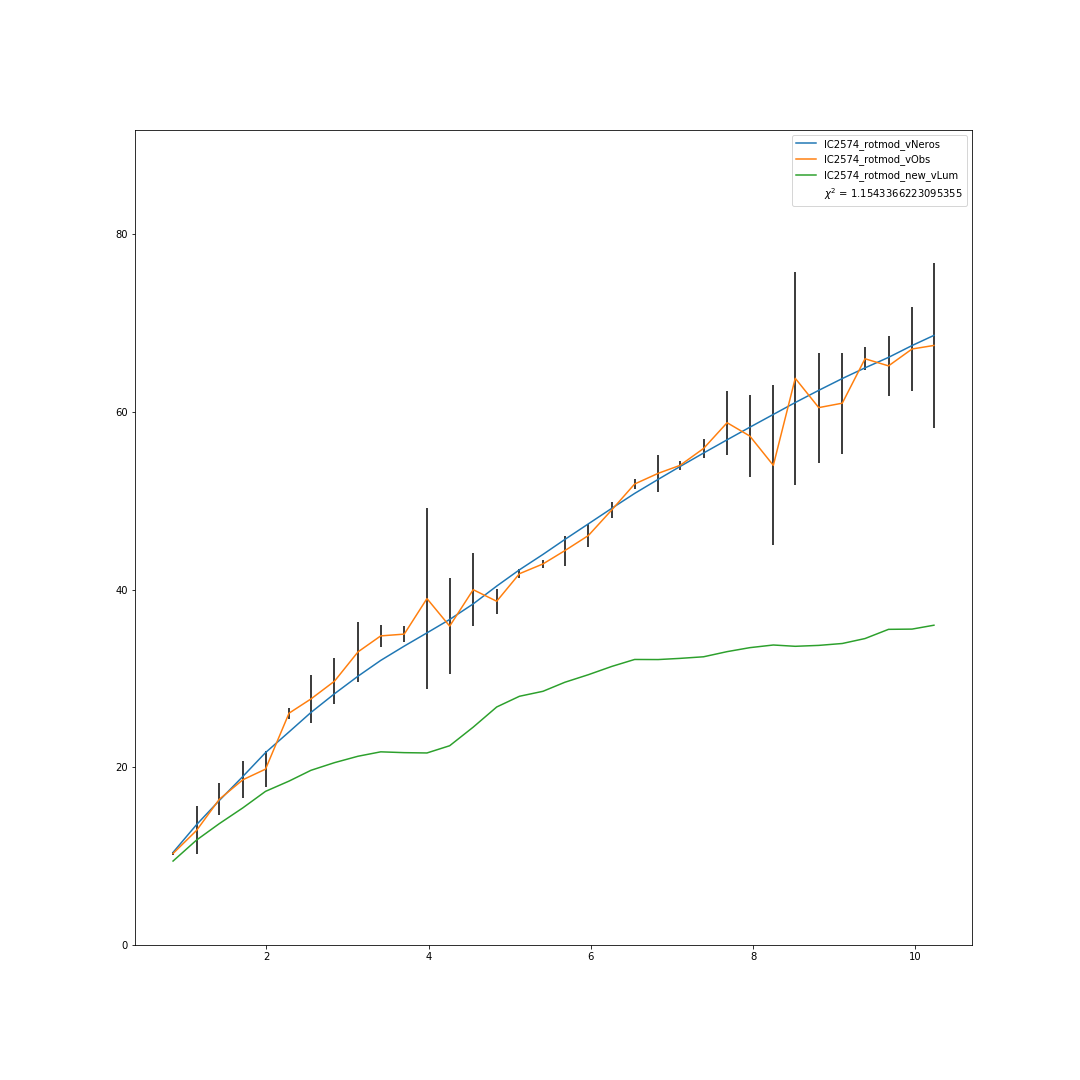 IC2574_rotmod_vNeros
IC2574_rotmod_vObs
IC2574_rotmod_new_vLum
χ² = 1.1543366223095355
80
60
40
20
0
2 4 6 8 10